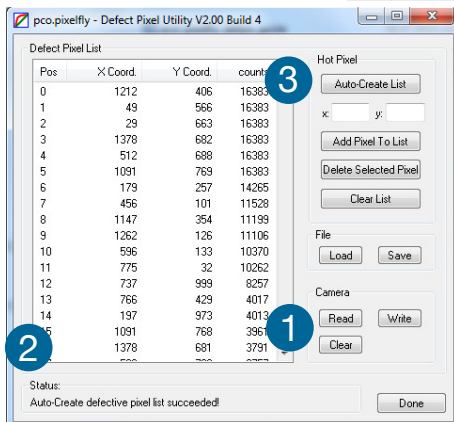 pco.pixelfly - Defect Pixel Utility V2.00 Build 4
Defect Pixel List
Pos X Coord. Y Coord. counts
0 1212 406 16383
1 49 566 16383
2 29 663 16383
3 1378 682 16383
4 512 688 16383
5 1091 769 16383
6 179 257 14265
7 456 101 11528
8 1147 354 11199
9 1262 126 11106
10 596 133 10370
11 775 32 10262
12 737 999 8257
13 766 429 4017
14 197 973 4013
1091 768 3961
1378 681 3791
Hot Pixel
3
Auto-Create List
x: y:
Add Pixel To List
Delete Selected Pixel
Clear List
File
Load Save
Camera
1
Read Write
Clear
2
Status:
Auto-Create defective pixel list succeeded!
Done